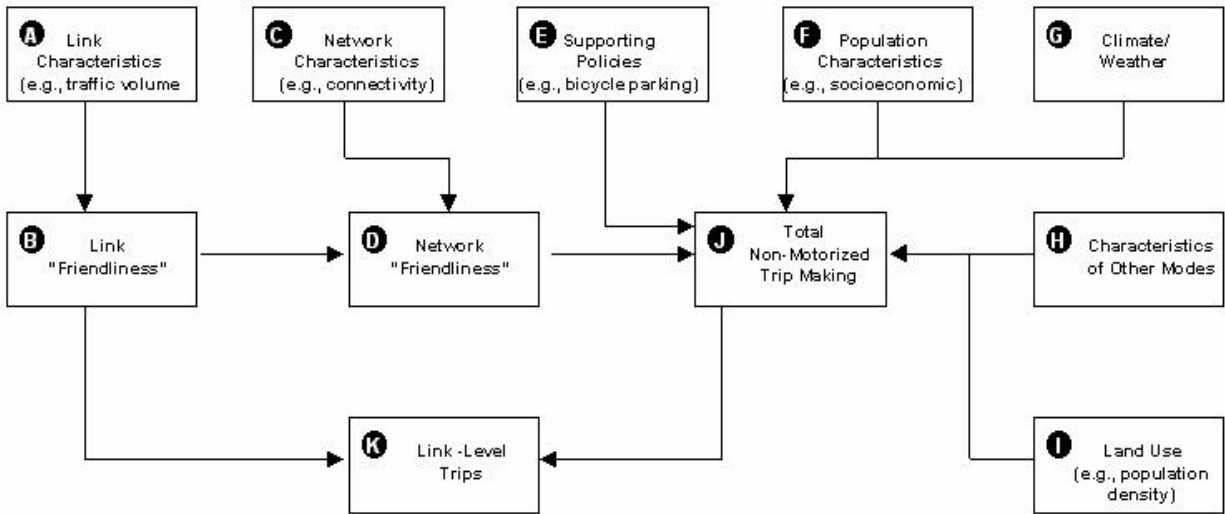 A Link
Characteristics
(e.g., traffic volume
C Network
Characteristics
(e.g., connectivity)
E Supporting
Policies
(e.g., bicycle parking)
F Population
Characteristics
(e.g., socioeconomic)
G Climate/
Weather
B Link
"Friendliness"
D Network
"Friendliness"
J Total
Non-Motorized
Trip Making
H Characteristics
of Other Modes
K Link -Level
Trips
I Land Use
(e.g., population
density)